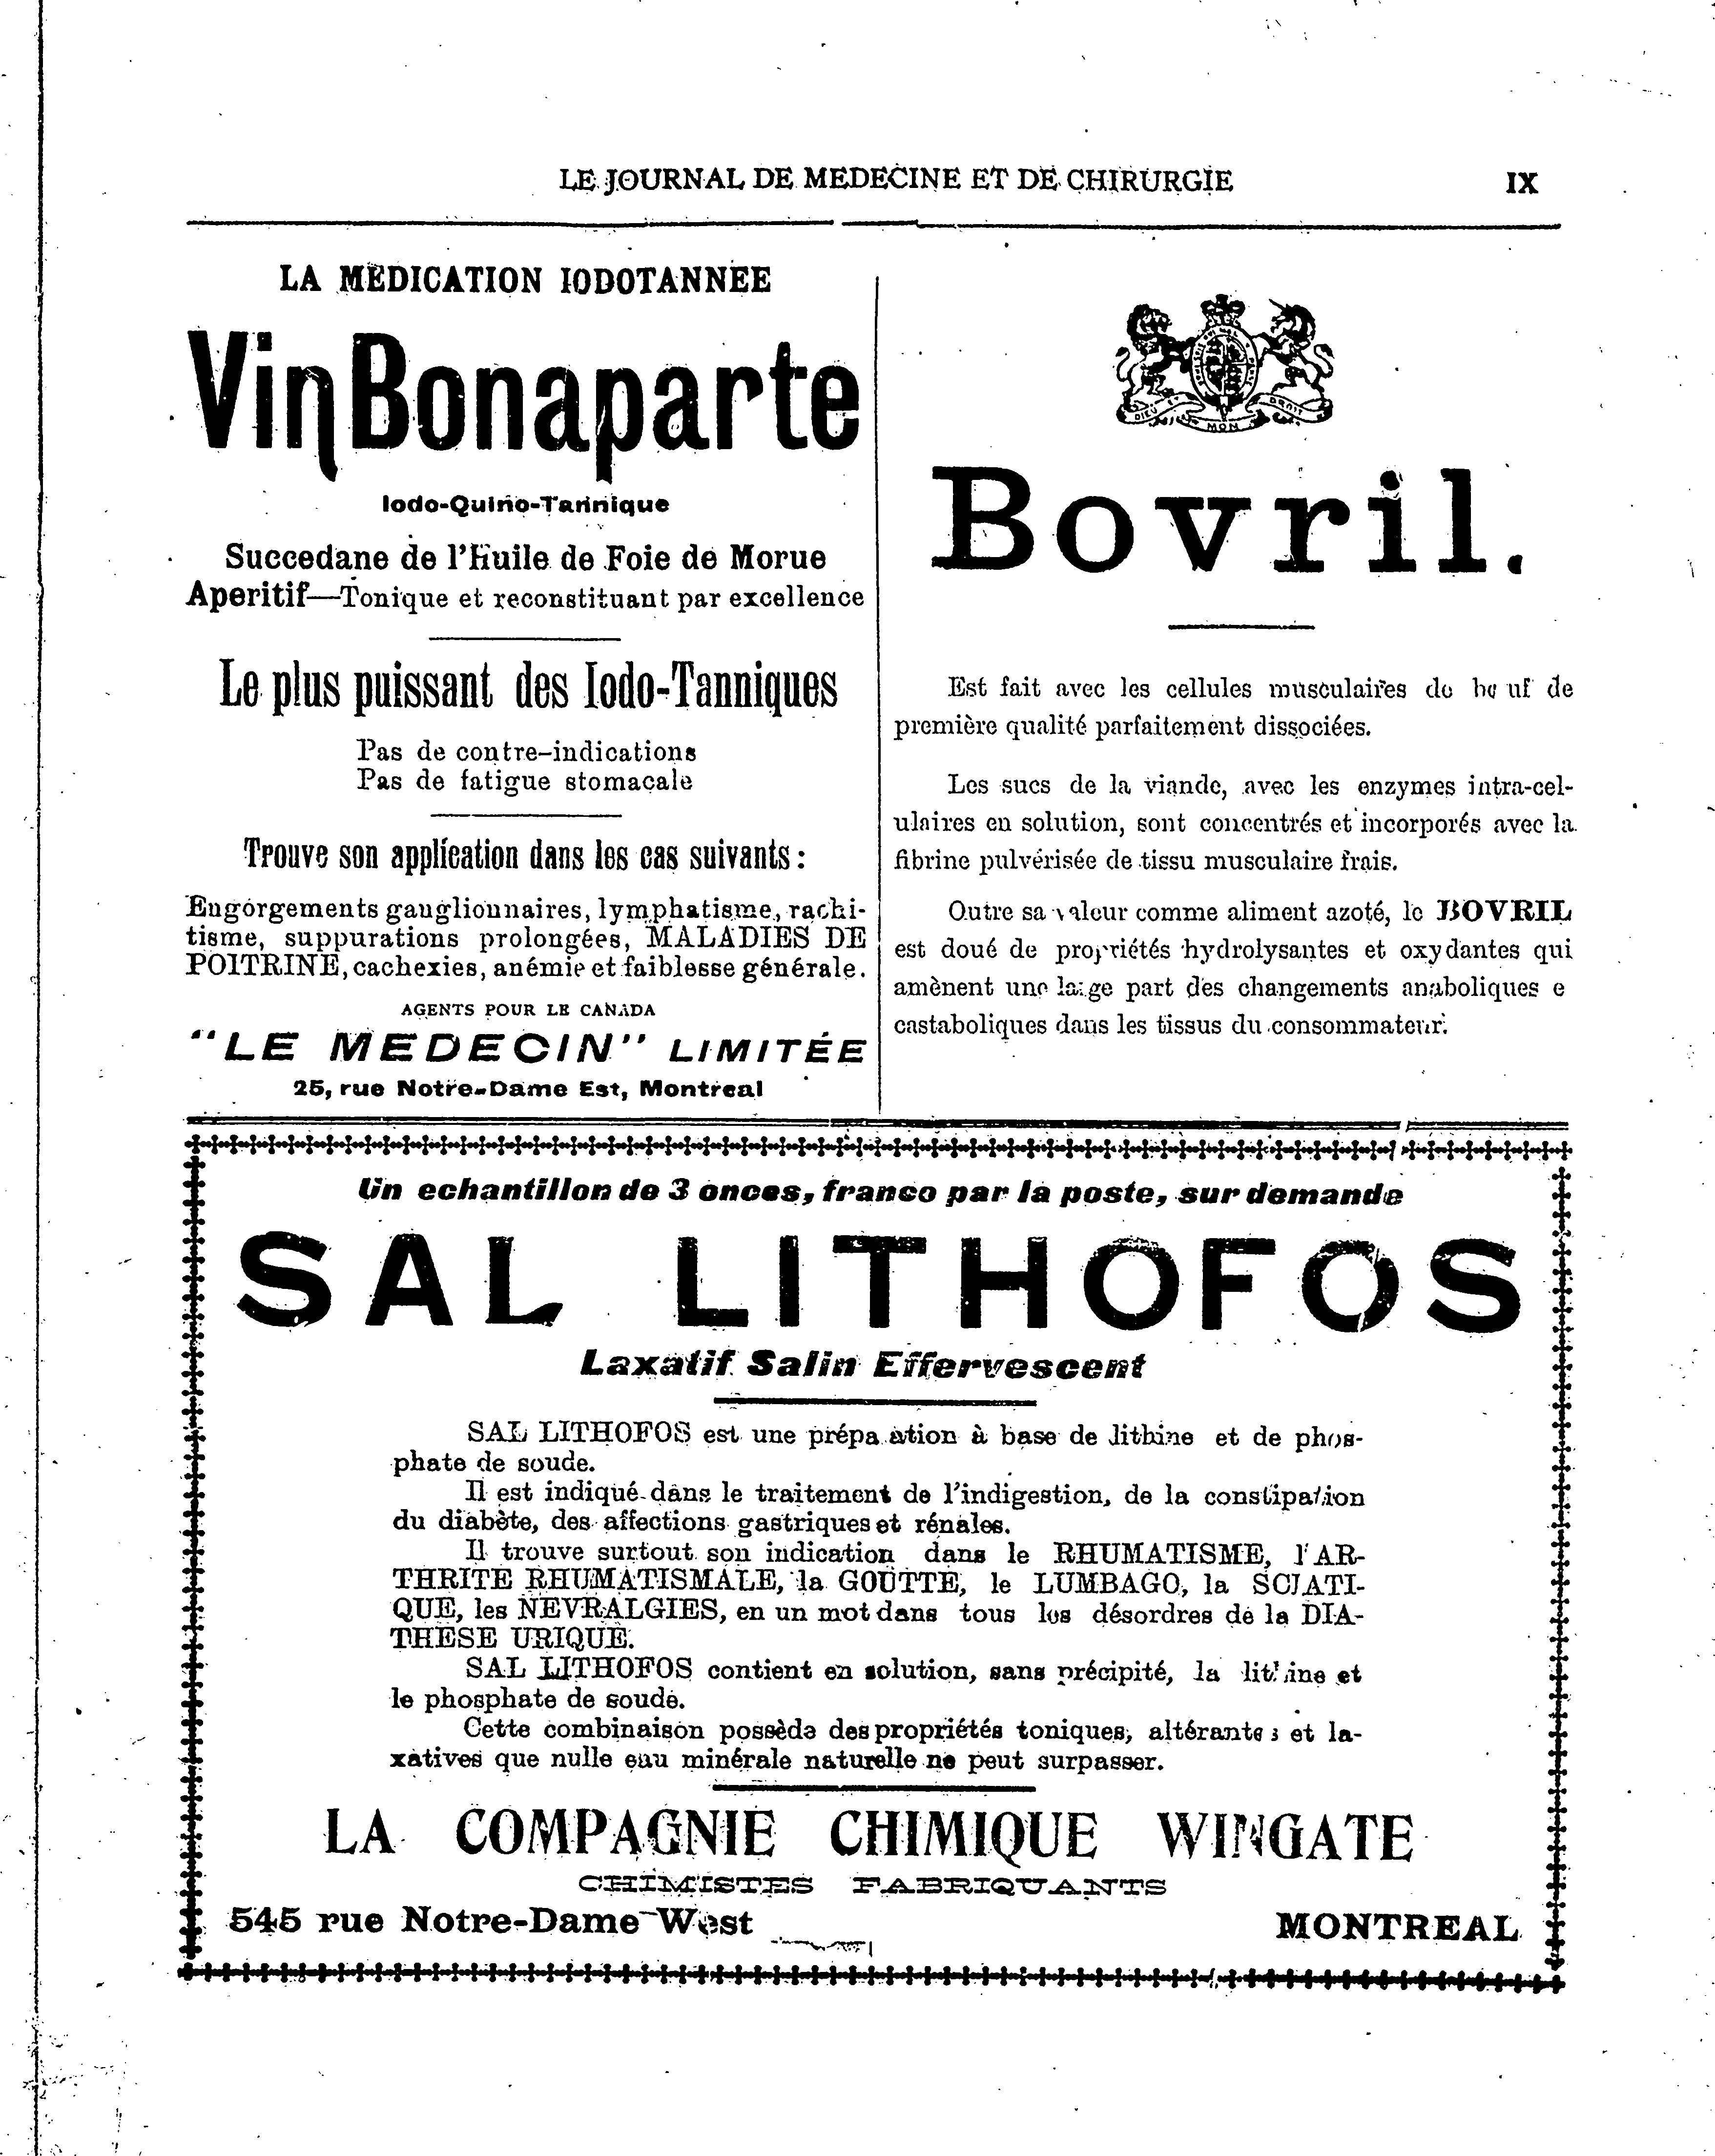 LE JOURNAL DE MEDECINE ET DE CHIRURGIE IX
LA MEDICATION IODOTANNEE
Vin Bonaparte
Iodo-Quino-Tannique
Succedane de l'Huile de Foie de Morue
Aperitif—Tonique et reconstituant par excellence
Le plus puissant des Iodo-Tanniques
Pas de contre-indications
Pas de fatigue stomacale
Trouve son application dans les cas suivants :
Engorgements ganglionnaires, lymphatisme, rachi-
tisme, suppurations prolongées, MALADIES DE
POITRINE, cachexies, anémie et faiblesse générale.
AGENTS POUR LE CANADA
"LE MEDECIN" LIMITÉE
25, rue Notre-Dame Est, Montreal
DIEU ET MON DROIT
Bovril.
Est fait avec les cellules musculaires de bœuf de
première qualité parfaitement dissociées.
Les sucs de la viande, avec les enzymes intra-cel-
ulaires en solution, sont concentrés et incorporés avec la
fibrine pulvérisée de tissu musculaire frais.
Outre sa valeur comme aliment azoté, le BOVRIL
est doué de propriétés hydrolysantes et oxydantes qui
amènent une large part des changements anaboliques e
castaboliques dans les tissus du consommateur.
Un echantillon de 3 onces, franco par la poste, sur demande
SAL LITHOFOS
Laxatif Salin Effervescent
SAL LITHOFOS est une préparation à base de lithine et de phos-
phate de soude.
Il est indiqué dans le traitement de l'indigestion, de la constipation
du diabète, des affections gastriques et rénales.
Il trouve surtout son indication dans le RHUMATISME, l'AR-
THRITE RHUMATISMALE, la GOUTTE, le LUMBAGO, la SCIATI-
QUE, les NEVRALGIES, en un mot dans tous les désordres de la DIA-
THESE URIQUE.
SAL LITHOFOS contient en solution, sans précipité, la lithine et
le phosphate de soude.
Cette combinaison possède des propriétés toniques, altérantes et la-
xatives que nulle eau minérale naturelle ne peut surpasser.
LA COMPAGNIE CHIMIQUE WINGATE
CHIMISTES FABRIQUANTS
545 rue Notre-Dame West MONTREAL